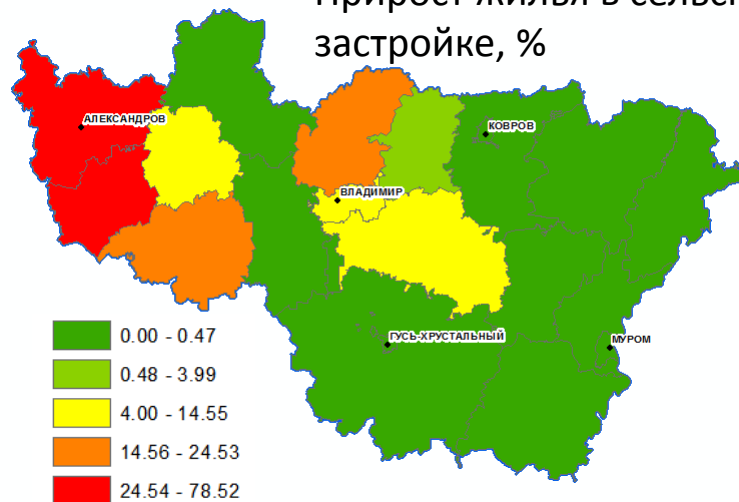 застройке, %
АЛЕКСАНДРОВ
КОВРОВ
ВЛАДИМИР
ГУСЬ-ХРУСТАЛЬНЫЙ
МУРОМ
0.00 - 0.47
0.48 - 3.99
4.00 - 14.55
14.56 - 24.53
24.54 - 78.52